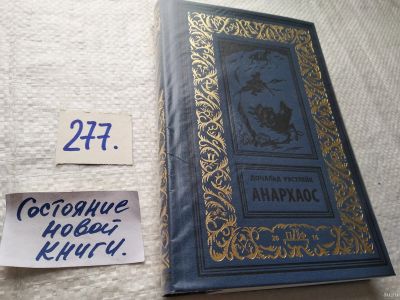 277.
Состояние
новой
книги.
ДОНАЛЬД УЭСТЛЕЙК
АНАРХАОС